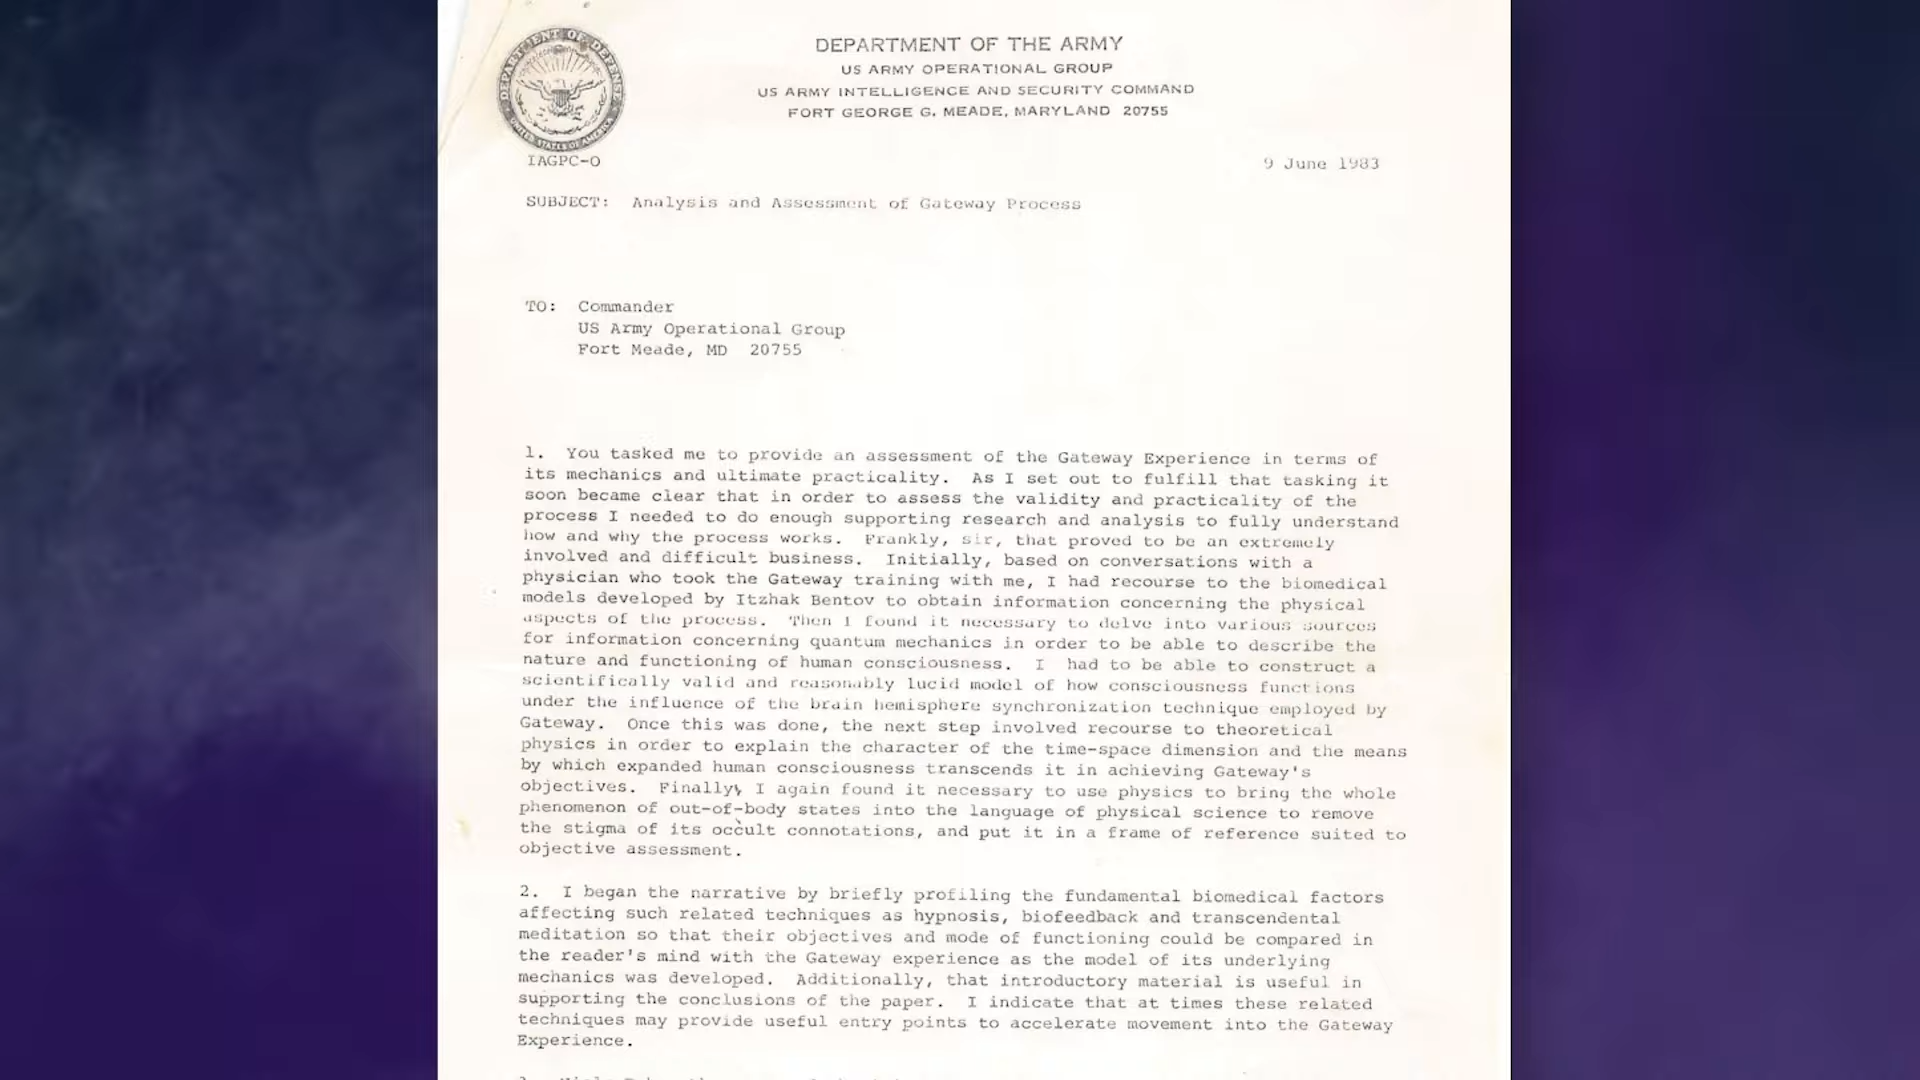 DEPARTMENT OF DEFENSE
UNITED STATES OF AMERICA
DEPARTMENT OF THE ARMY
US ARMY OPERATIONAL GROUP
US ARMY INTELLIGENCE AND SECURITY COMMAND
FORT GEORGE G. MEADE, MARYLAND 20755
IAGPC-O
9 June 1983
SUBJECT: Analysis and Assessment of Gateway Process
TO: Commander
US Army Operational Group
Fort Meade, MD 20755
1. You tasked me to provide an assessment of the Gateway Experience in terms of
its mechanics and ultimate practicality. As I set out to fulfill that tasking it
soon became clear that in order to assess the validity and practicality of the
process I needed to do enough supporting research and analysis to fully understand
how and why the process works. Frankly, sir, that proved to be an extremely
involved and difficult business. Initially, based on conversations with a
physician who took the Gateway training with me, I had recourse to the biomedical
models developed by Itzhak Bentov to obtain information concerning the physical
aspects of the process. Then I found it necessary to delve into various sources
for information concerning quantum mechanics in order to be able to describe the
nature and functioning of human consciousness. I had to be able to construct a
scientifically valid and reasonably lucid model of how consciousness functions
under the influence of the brain hemisphere synchronization technique employed by
Gateway. Once this was done, the next step involved recourse to theoretical
physics in order to explain the character of the time-space dimension and the means
by which expanded human consciousness transcends it in achieving Gateway's
objectives. Finally, I again found it necessary to use physics to bring the whole
phenomenon of out-of-body states into the language of physical science to remove
the stigma of its occult connotations, and put it in a frame of reference suited to
objective assessment.
2. I began the narrative by briefly profiling the fundamental biomedical factors
affecting such related techniques as hypnosis, biofeedback and transcendental
meditation so that their objectives and mode of functioning could be compared in
the reader's mind with the Gateway experience as the model of its underlying
mechanics was developed. Additionally, that introductory material is useful in
supporting the conclusions of the paper. I indicate that at times these related
techniques may provide useful entry points to accelerate movement into the Gateway
Experience.